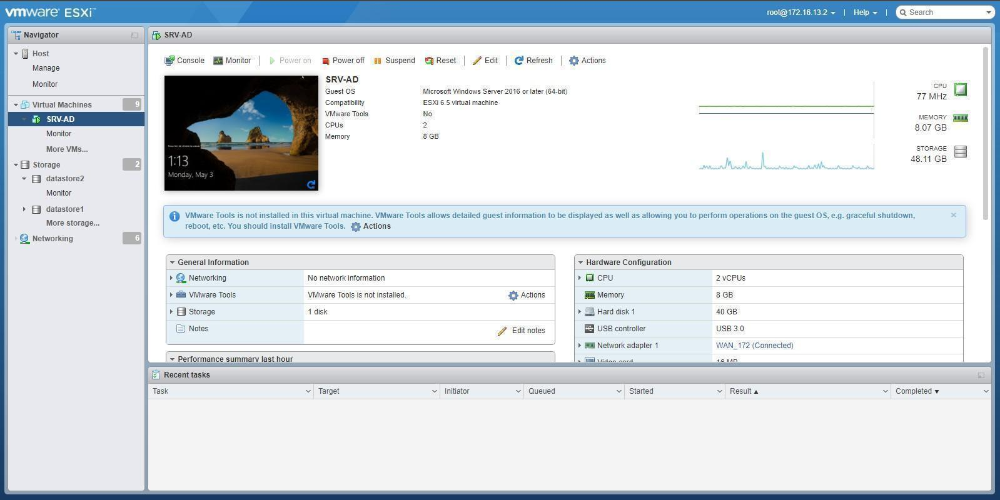 vmware ESXi™
root@172.16.13.2
Help
Search
Navigator
Host
Manage
Monitor
Virtual Machines
9
SRV-AD
Monitor
More VMs...
Storage
2
datastore2
Monitor
datastore1
More storage...
Networking
6
SRV-AD
Console
Monitor
Power on
Power off
Suspend
Reset
Edit
Refresh
Actions
1:13
Monday, May 3
SRV-AD
Guest OS Microsoft Windows Server 2016 or later (64-bit)
Compatibility ESXi 6.5 virtual machine
VMware Tools No
CPUs 2
Memory 8 GB
CPU
77 MHz
MEMORY
8.07 GB
STORAGE
48.11 GB
VMware Tools is not installed in this virtual machine. VMware Tools allows detailed guest information to be displayed as well as allowing you to perform operations on the guest OS, e.g. graceful shutdown,
reboot, etc. You should install VMware Tools. Actions
General Information
Networking No network information
VMware Tools VMware Tools is not installed. Actions
Storage 1 disk
Notes Edit notes
Performance summary last hour
Hardware Configuration
CPU 2 vCPUs
Memory 8 GB
Hard disk 1 40 GB
USB controller USB 3.0
Network adapter 1 WAN_172 (Connected)
Video card 16 MB
Recent tasks
Task Target Initiator Queued Started Result ▲ Completed ▼